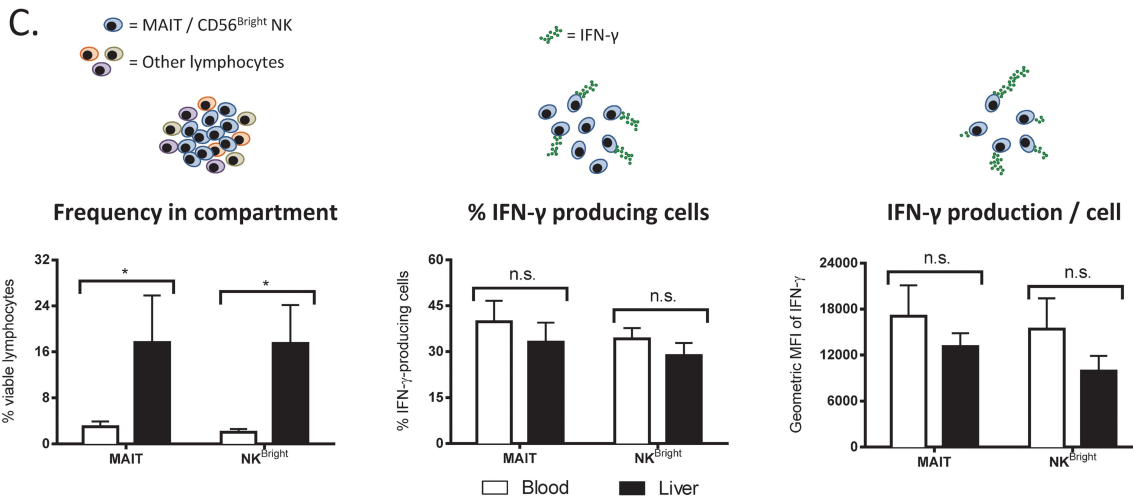 C.
= MAIT / CD56Bright NK
= Other lymphocytes
= IFN-γ
Frequency in compartment
% IFN-γ producing cells
IFN-γ production / cell
% viable lymphocytes
32
24
16
8
0
*
*
MAIT
NKBright
% IFN-γ-producing cells
60
45
30
15
0
n.s.
n.s.
MAIT
NKBright
Geometric MFI of IFN-γ
24000
18000
12000
6000
0
n.s.
n.s.
MAIT
NKBright
Blood
Liver